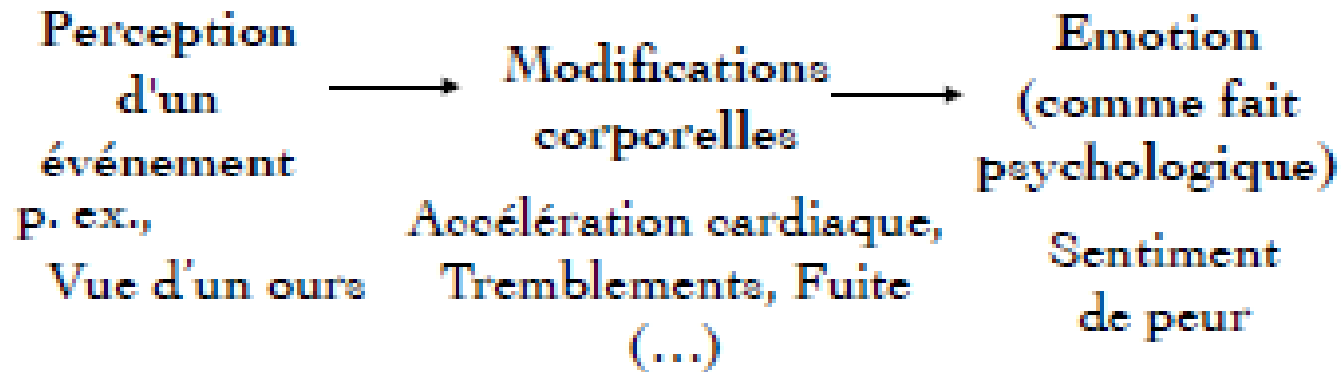 Perception
d'un
événement
p. ex.,
Vue d'un ours
Modifications
corporelles
Accélération cardiaque,
Tremblements, Fuite
(...)
Emotion
(comme fait
psychologique)
Sentiment
de peur